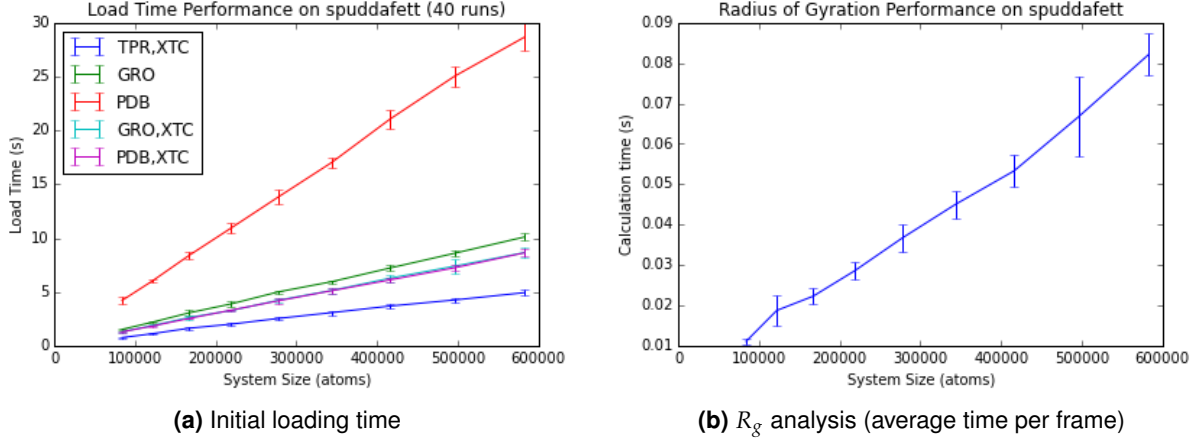 Load Time Performance on spuddafett (40 runs)
30
25
20
15
10
5
0
Load Time (s)
TPR,XTC
GRO
PDB
GRO,XTC
PDB,XTC
0 100000 200000 300000 400000 500000 600000
System Size (atoms)
(a) Initial loading time
Radius of Gyration Performance on spuddafett
0.09
0.08
0.07
0.06
0.05
0.04
0.03
0.02
0.01
Calculation time (s)
0 100000 200000 300000 400000 500000 600000
System Size (atoms)
(b) R_g analysis (average time per frame)